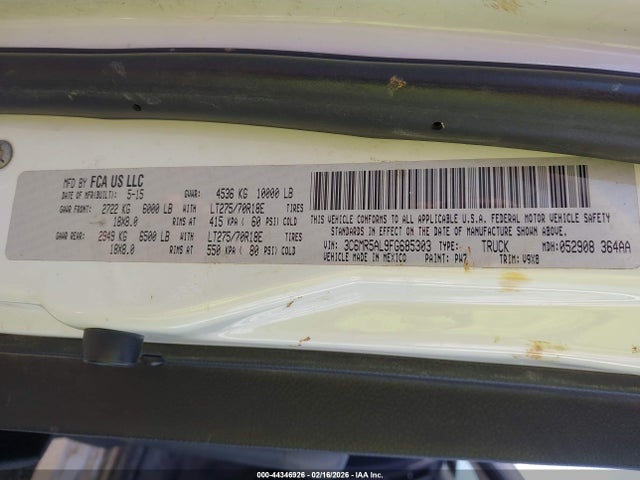 MFD BY FCA US LLC
DATE OF MFR(BUILT): 5-15 GVWR: 4536 KG 10000 LB
GAWR FRONT: 2722 KG 6000 LB WITH LT275/70R18E TIRES
18X8.0 RIMS AT 415 KPA ( 60 PSI) COLD
GAWR REAR: 2949 KG 6500 LB WITH LT275/70R18E TIRES
18X8.0 RIMS AT 550 KPA ( 80 PSI) COLD
THIS VEHICLE CONFORMS TO ALL APPLICABLE U.S.A. FEDERAL MOTOR VEHICLE SAFETY
STANDARDS IN EFFECT ON THE DATE OF MANUFACTURE SHOWN ABOVE.
VIN: 3C6MR5AL9FG685303 TYPE: TRUCK MDH: 052908 364AA
VEHICLE MADE IN MEXICO PAINT: PW7 TRIM: V9X8
000-44346926 - 02/16/2026 - IAA Inc.